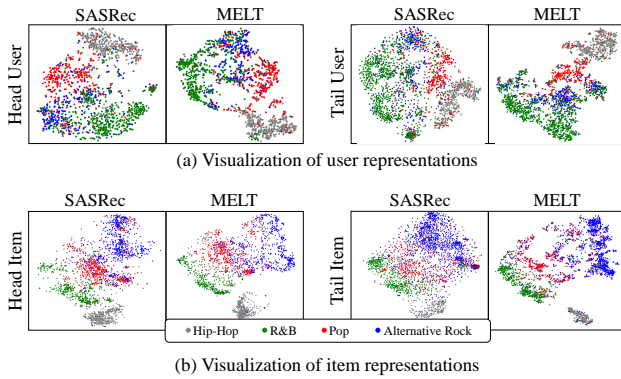 SASRec MELT SASRec MELT
(a)
Head User
Tail User
(a) Visualization of user representations
SASRec MELT SASRec MELT
(b)
Head Item
Tail Item
Hip-Hop R&B Pop Alternative Rock
(b) Visualization of item representations